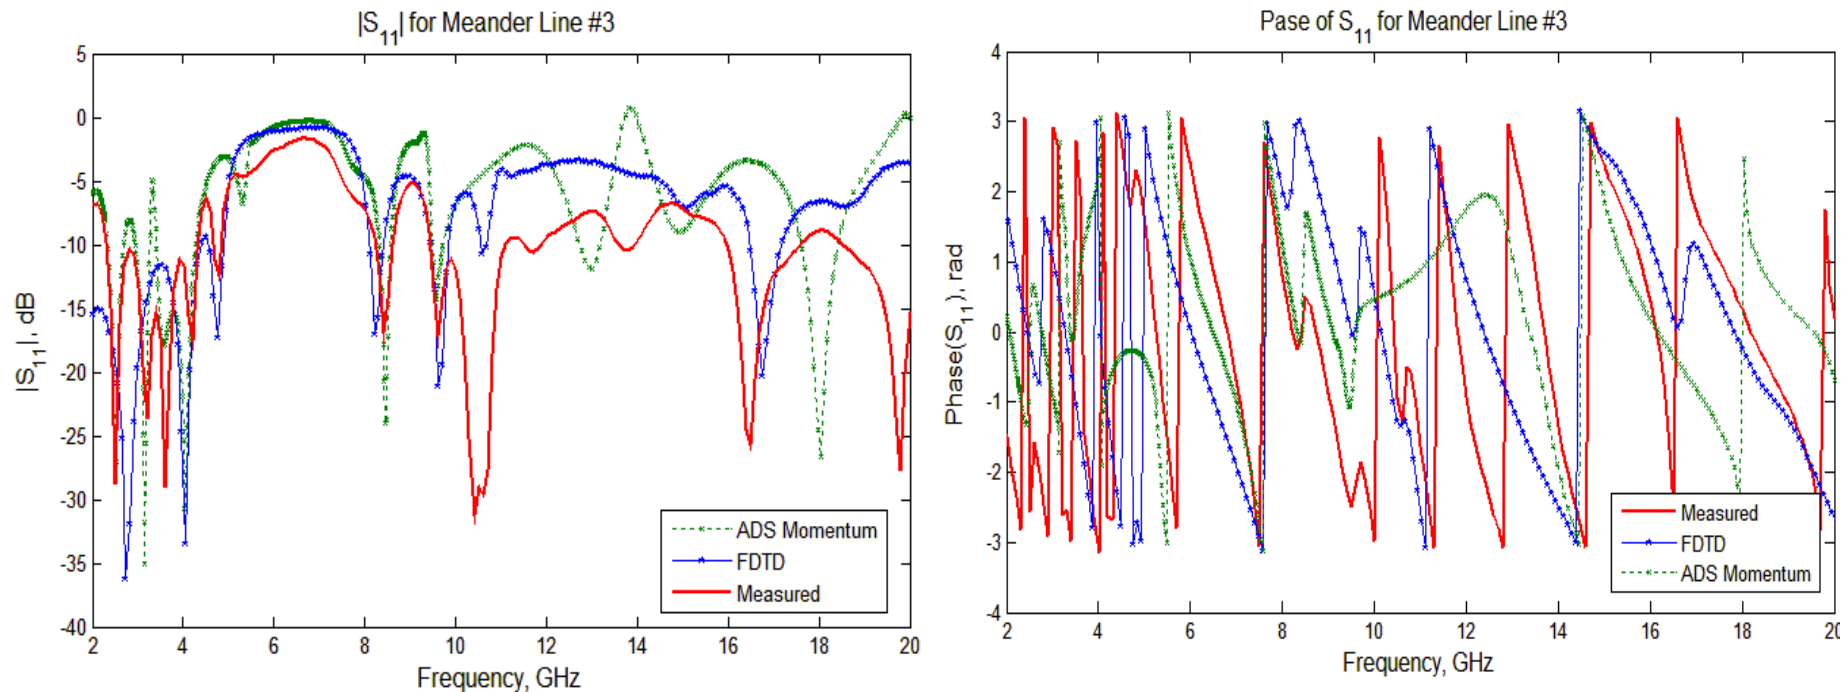 |S11| for Meander Line #3
|S11|, dB
5
0
-5
-10
-15
-20
-25
-30
-35
-40
2 4 6 8 10 12 14 16 18 20
Frequency, GHz
ADS Momentum
FDTD
Measured
Pase of S11 for Meander Line #3
Phase(S11), rad
4
3
2
1
0
-1
-2
-3
-4
2 4 6 8 10 12 14 16 18 20
Frequency, GHz
Measured
FDTD
ADS Momentum